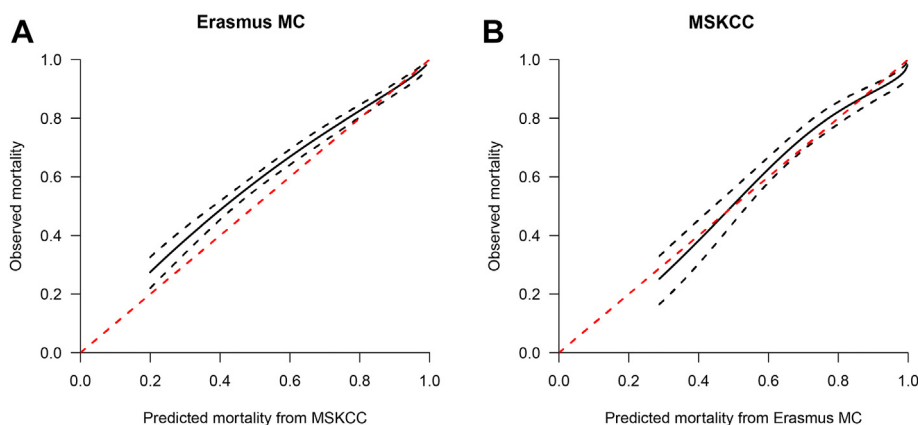 A
Erasmus MC
1.0
0.8
0.6
0.4
0.2
0.0
Observed mortality
0.0 0.2 0.4 0.6 0.8 1.0
Predicted mortality from MSKCC
B
MSKCC
1.0
0.8
0.6
0.4
0.2
0.0
Observed mortality
0.0 0.2 0.4 0.6 0.8 1.0
Predicted mortality from Erasmus MC